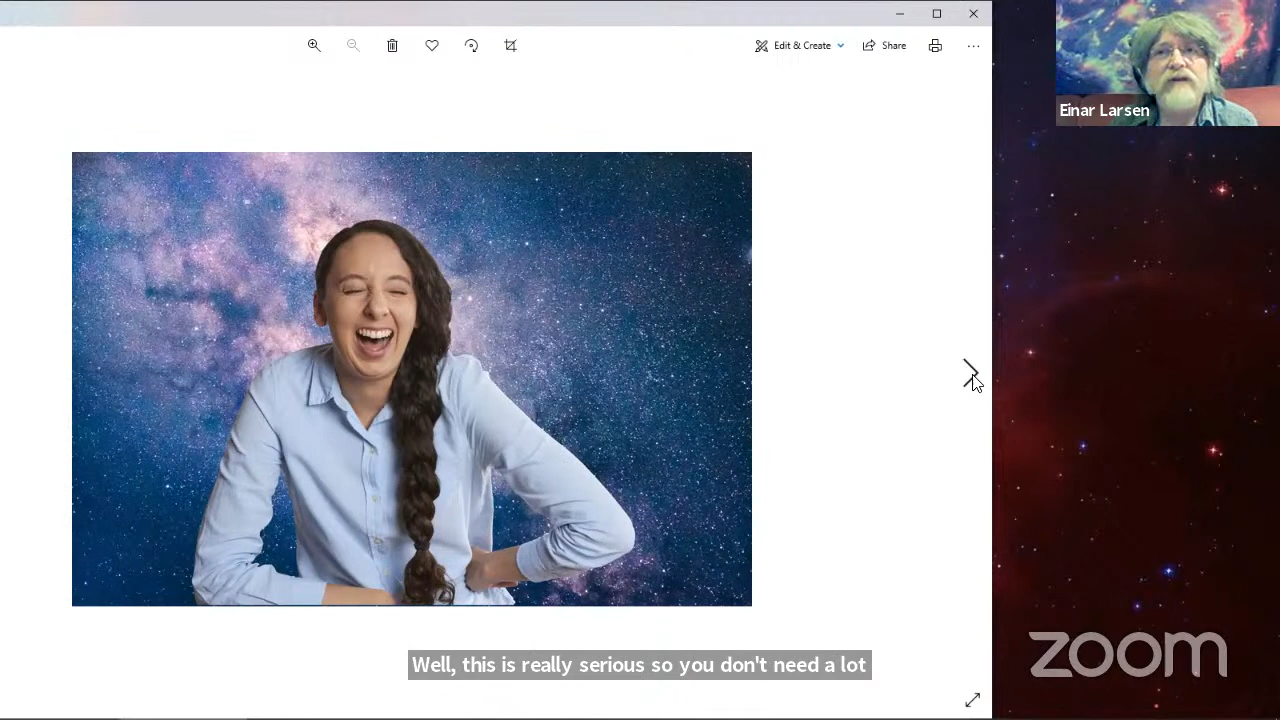 Edit & Create
Share
Einar Larsen
Well, this is really serious so you don't need a lot
zoom